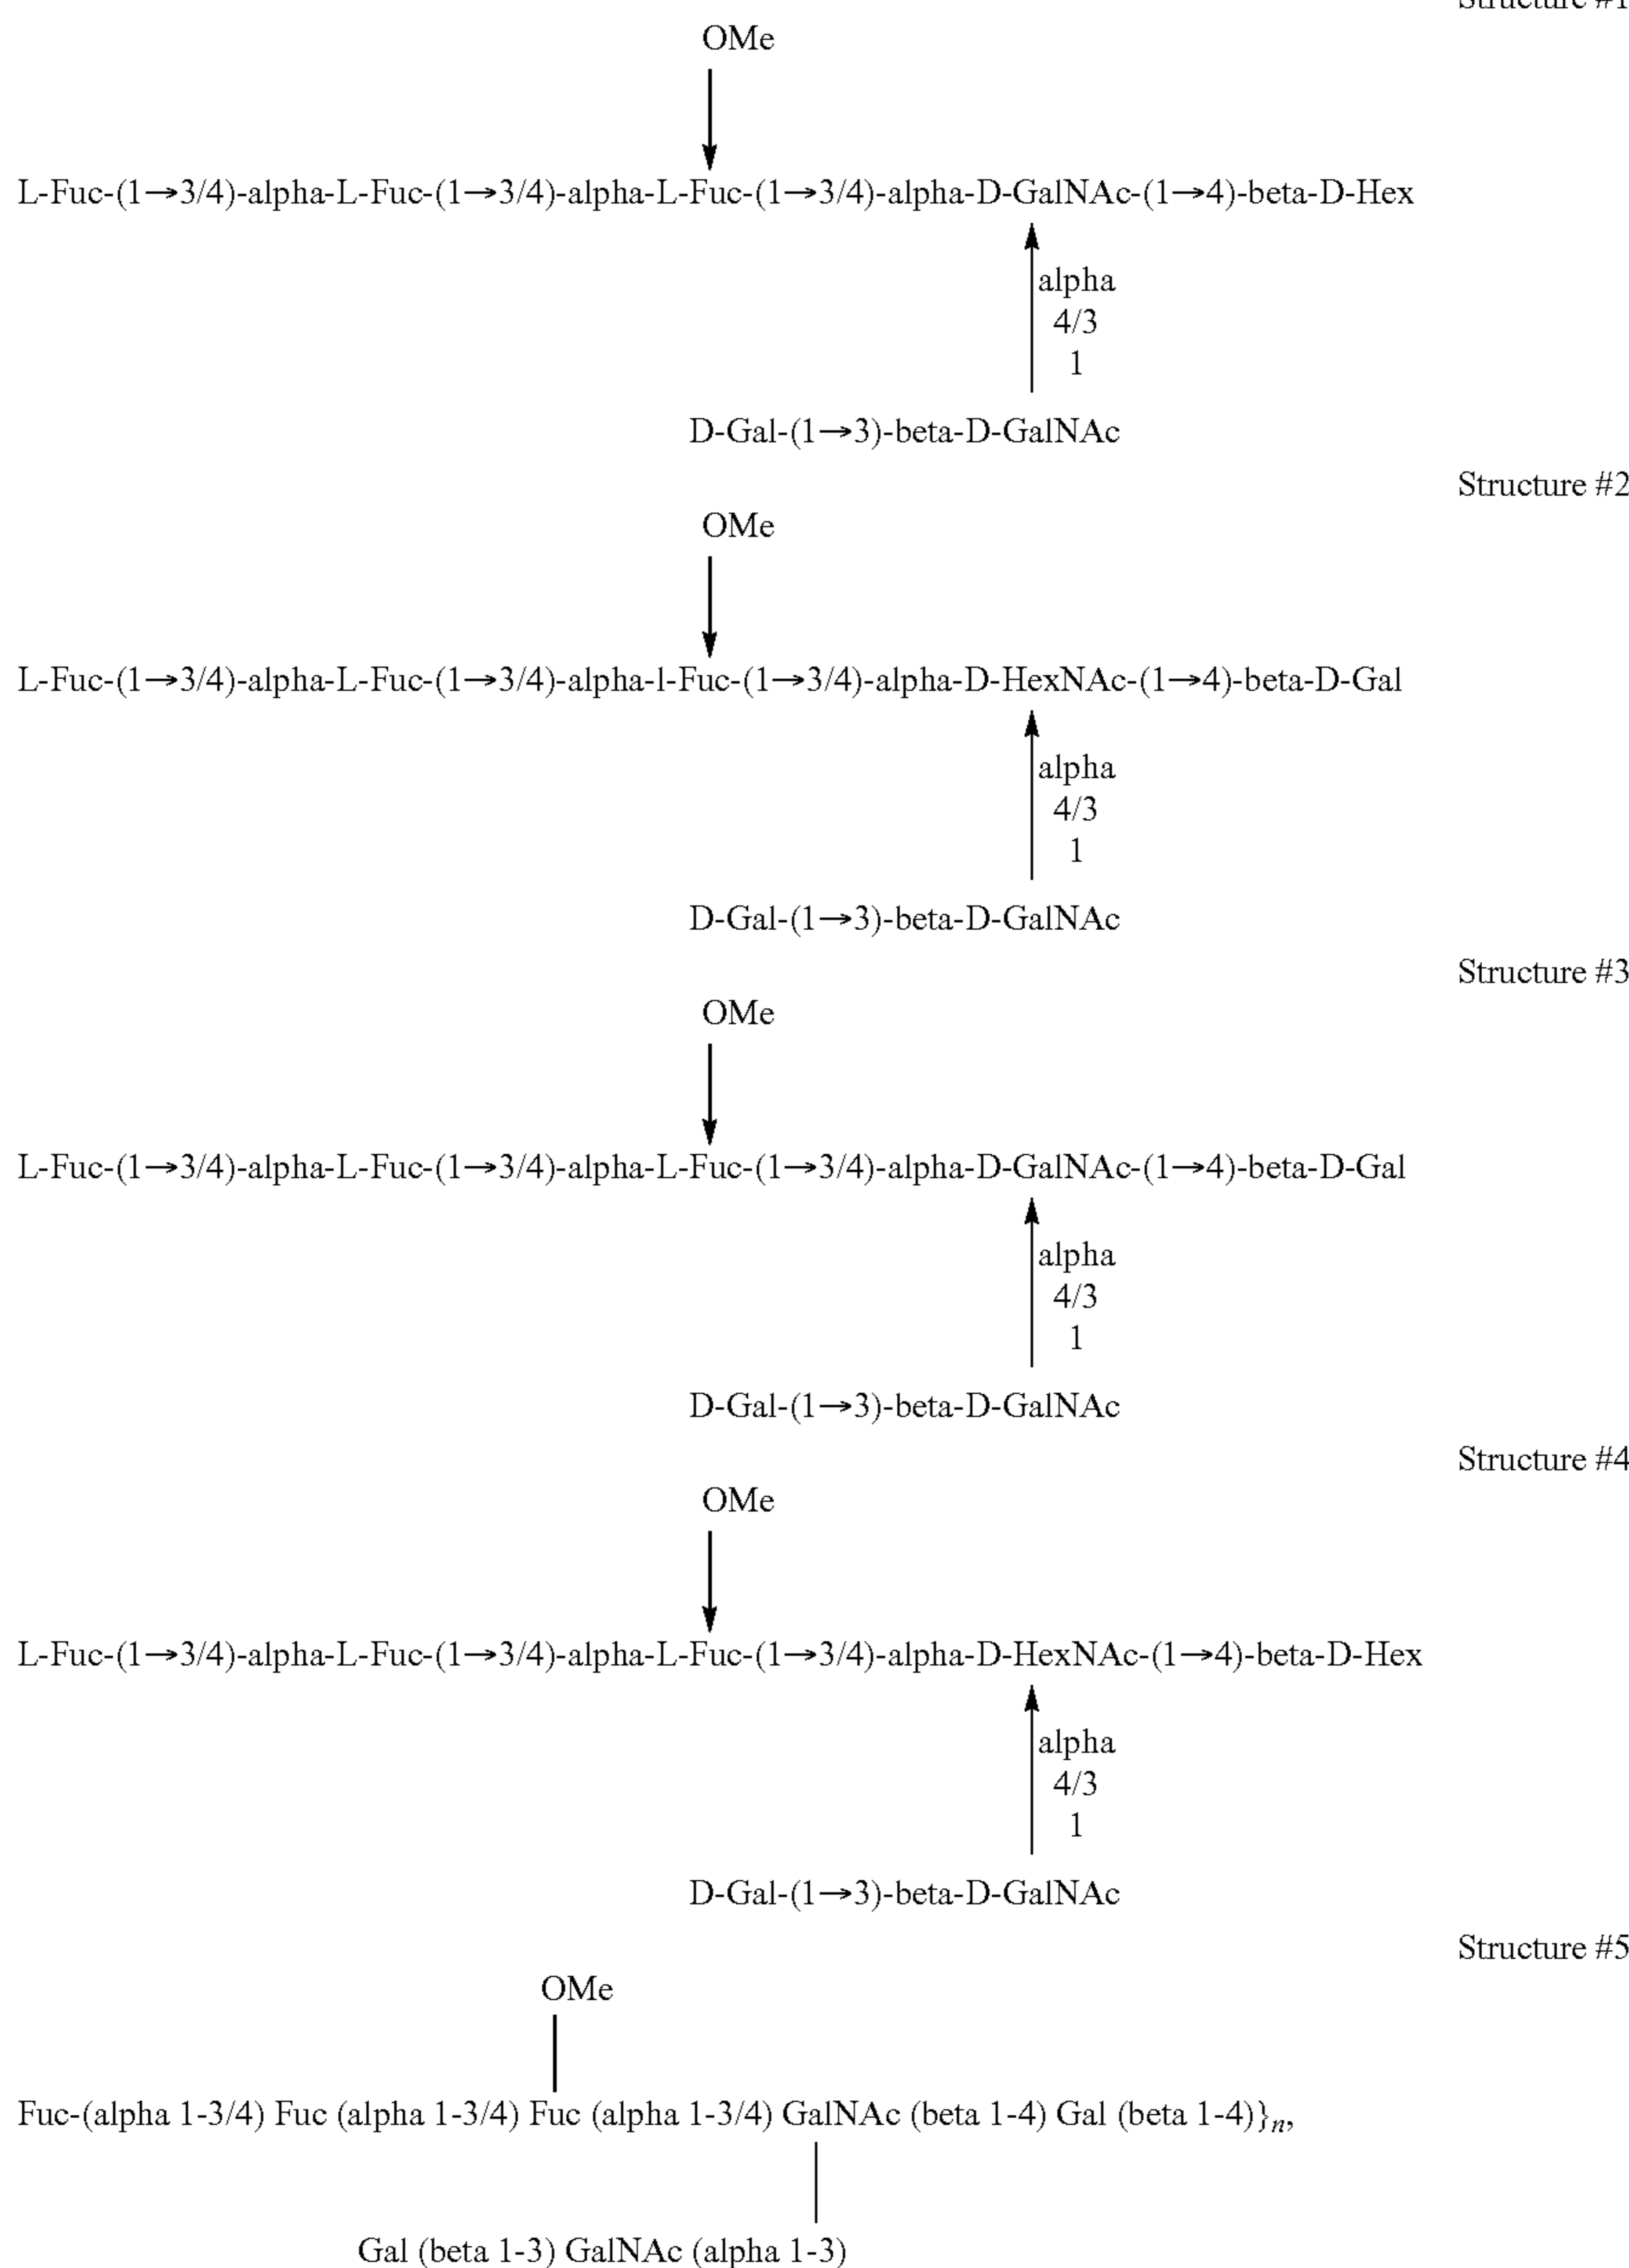 Structure #1
OMe
L-Fuc-(1→3/4)-alpha-L-Fuc-(1→3/4)-alpha-L-Fuc-(1→3/4)-alpha-D-GalNAc-(1→4)-beta-D-Hex
alpha
4/3
1
D-Gal-(1→3)-beta-D-GalNAc
Structure #2
OMe
L-Fuc-(1→3/4)-alpha-L-Fuc-(1→3/4)-alpha-l-Fuc-(1→3/4)-alpha-D-HexNAc-(1→4)-beta-D-Gal
alpha
4/3
1
D-Gal-(1→3)-beta-D-GalNAc
Structure #3
OMe
L-Fuc-(1→3/4)-alpha-L-Fuc-(1→3/4)-alpha-L-Fuc-(1→3/4)-alpha-D-GalNAc-(1→4)-beta-D-Gal
alpha
4/3
1
D-Gal-(1→3)-beta-D-GalNAc
Structure #4
OMe
L-Fuc-(1→3/4)-alpha-L-Fuc-(1→3/4)-alpha-L-Fuc-(1→3/4)-alpha-D-HexNAc-(1→4)-beta-D-Hex
alpha
4/3
1
D-Gal-(1→3)-beta-D-GalNAc
Structure #5
OMe
Fuc-(alpha 1-3/4) Fuc (alpha 1-3/4) Fuc (alpha 1-3/4) GalNAc (beta 1-4) Gal (beta 1-4)}n,
Gal (beta 1-3) GalNAc (alpha 1-3)